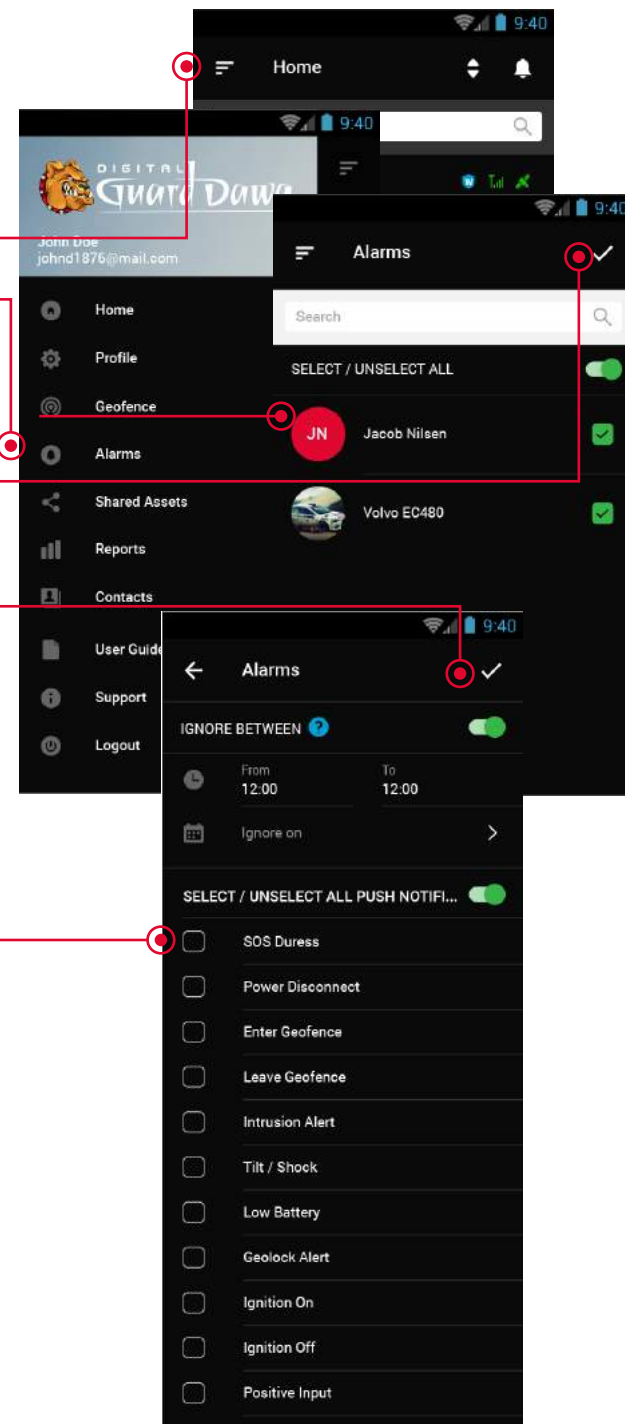 9:40
Home
9:40
DIGITAL
Guard Dawg
John Doe
johnd1876@mail.com
Home
Profile
Geofence
Alarms
Shared Assets
Reports
Contacts
User Guide
Support
Logout
9:40
Alarms
Search
SELECT / UNSELECT ALL
JN
Jacob Nilsen
Volvo EC480
9:40
Alarms
IGNORE BETWEEN ?
From To
12:00 12:00
Ignore on
SELECT / UNSELECT ALL PUSH NOTIFI...
SOS Duress
Power Disconnect
Enter Geofence
Leave Geofence
Intrusion Alert
Tilt / Shock
Low Battery
Geolock Alert
Ignition On
Ignition Off
Positive Input